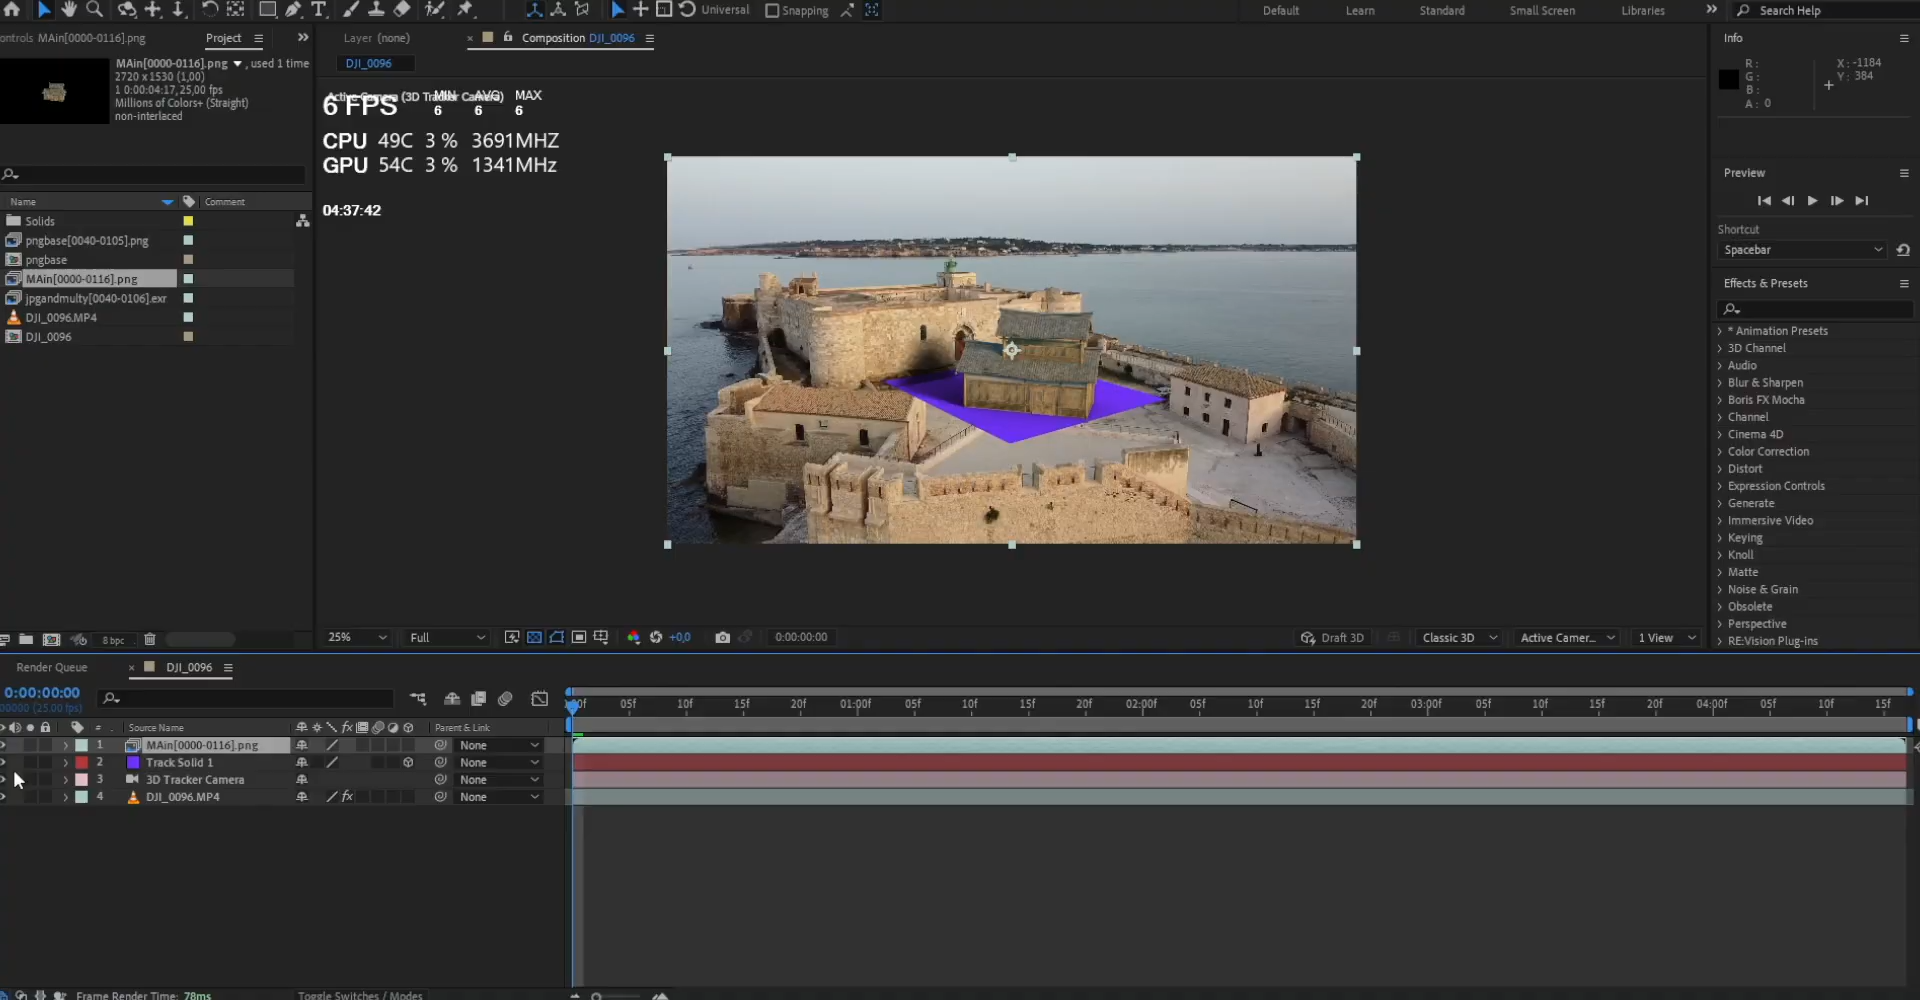 Universal
Snapping
Default
Learn
Standard
Small Screen
Libraries
Search Help
ontrols MAin[0000-0116].png
Project
Layer (none)
Composition DJI_0096
Info
MAin[0000-0116].png
, used 1 time
2720 x 1530 (1,00)
1 0:00:04:17, 25,00 fps
Millions of Colors+ (Straight)
non-interlaced
DJI_0096
R :
G :
B :
A : 0
X : -1184
Y : 384
Active Camera (3D Tracker Camera)
6 FPS
MIN AVG MAX
6 6 6
CPU 49C 3 % 3691MHZ
GPU 54C 3 % 1341MHz
04:37:42
Preview
Shortcut
Spacebar
Name
Comment
Solids
pngbase[0040-0105].png
pngbase
MAin[0000-0116].png
jpgandmulty[0040-0106].exr
DJI_0096.MP4
DJI_0096
Effects & Presets
* Animation Presets
3D Channel
Audio
Blur & Sharpen
Boris FX Mocha
Channel
Cinema 4D
Color Correction
Distort
Expression Controls
Generate
Immersive Video
Keying
Knoll
Matte
Noise & Grain
Obsolete
Perspective
RE:Vision Plug-ins
8 bpc
25%
Full
+0,0
0:00:00:00
Draft 3D
Classic 3D
Active Camer...
1 View
Render Queue
DJI_0096
0:00:00:00
00000 (25.00 fps)
:00f 05f 10f 15f 20f 01:00f 05f 10f 15f 20f 02:00f 05f 10f 15f 20f 03:00f 05f 10f 15f 20f 04:00f 05f 10f 15f
# Source Name
Parent & Link
1 MAin[0000-0116].png None
2 Track Solid 1 None
3 3D Tracker Camera None
4 DJI_0096.MP4 None
Frame Render Time: 78ms
Toggle Switches / Modes